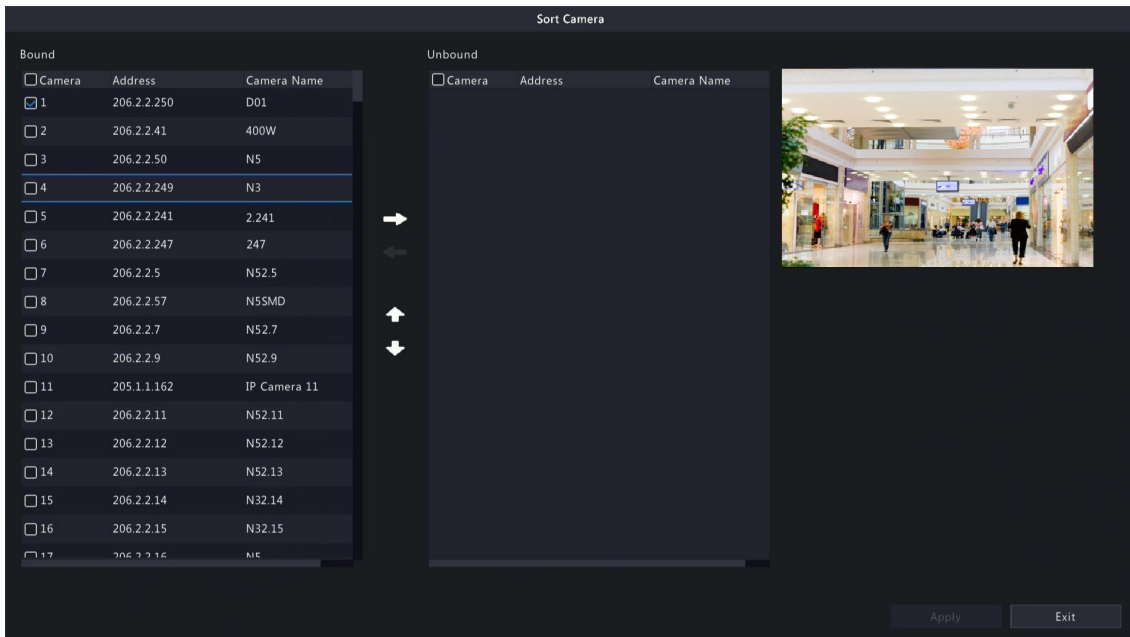 Sort Camera
Bound
Unbound
Camera Address Camera Name
Camera Address Camera Name
1 206.2.2.250 D01
2 206.2.2.41 400W
3 206.2.2.50 N5
4 206.2.2.249 N3
5 206.2.2.241 2.241
6 206.2.2.247 247
7 206.2.2.5 N52.5
8 206.2.2.57 N5SMD
9 206.2.2.7 N52.7
10 206.2.2.9 N52.9
11 205.1.1.162 IP Camera 11
12 206.2.2.11 N52.11
13 206.2.2.12 N52.12
14 206.2.2.13 N52.13
15 206.2.2.14 N32.14
16 206.2.2.15 N32.15
17 206.2.2.16 N5
Apply
Exit